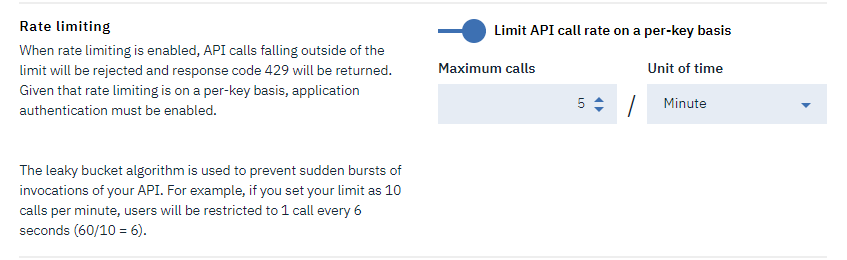 Rate limiting
When rate limiting is enabled, API calls falling outside of the
limit will be rejected and response code 429 will be returned.
Given that rate limiting is on a per-key basis, application
authentication must be enabled.
The leaky bucket algorithm is used to prevent sudden bursts of
invocations of your API. For example, if you set your limit as 10
calls per minute, users will be restricted to 1 call every 6
seconds (60/10 = 6).
Limit API call rate on a per-key basis
Maximum calls
Unit of time
5 / Minute